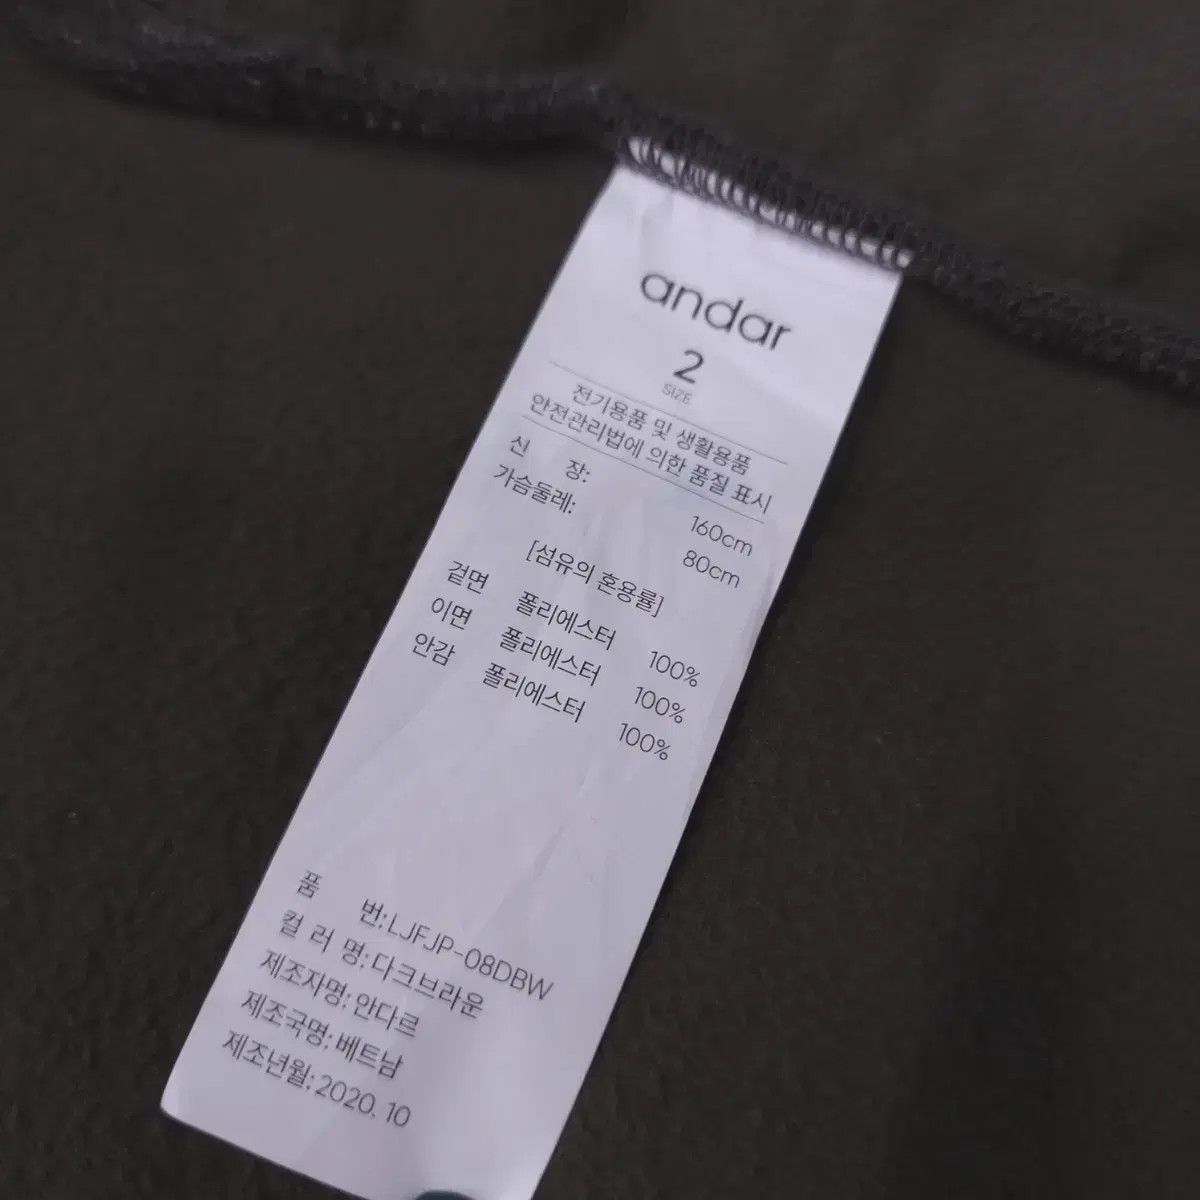 andar
2
SIZE
전기용품 및 생활용품
안전관리법에 의한 품질 표시
신 장: 160cm
가슴둘레: 80cm
[섬유의 혼용률]
겉면 폴리에스터 100%
이면 폴리에스터 100%
안감 폴리에스터 100%
품 번: LJFJP-08DBW
컬 러 명: 다크브라운
제조자명: 안다르
제조국명: 베트남
제조년월: 2020. 10